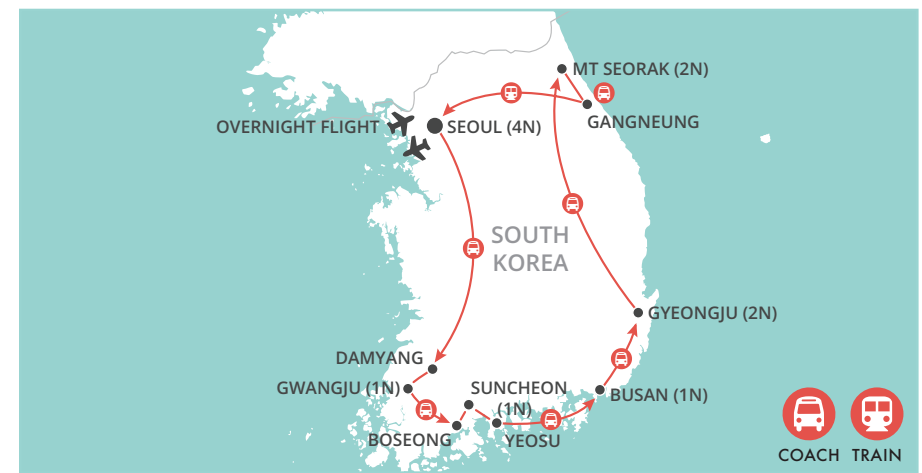 MT SEORAK (2N)
OVERNIGHT FLIGHT
SEOUL (4N)
GANGNEUNG
SOUTH
KOREA
GYEONGJU (2N)
DAMYANG
GWANGJU (1N)
SUNCHEON
(1N)
BUSAN (1N)
BOSEONG
YEOSU
COACH
TRAIN